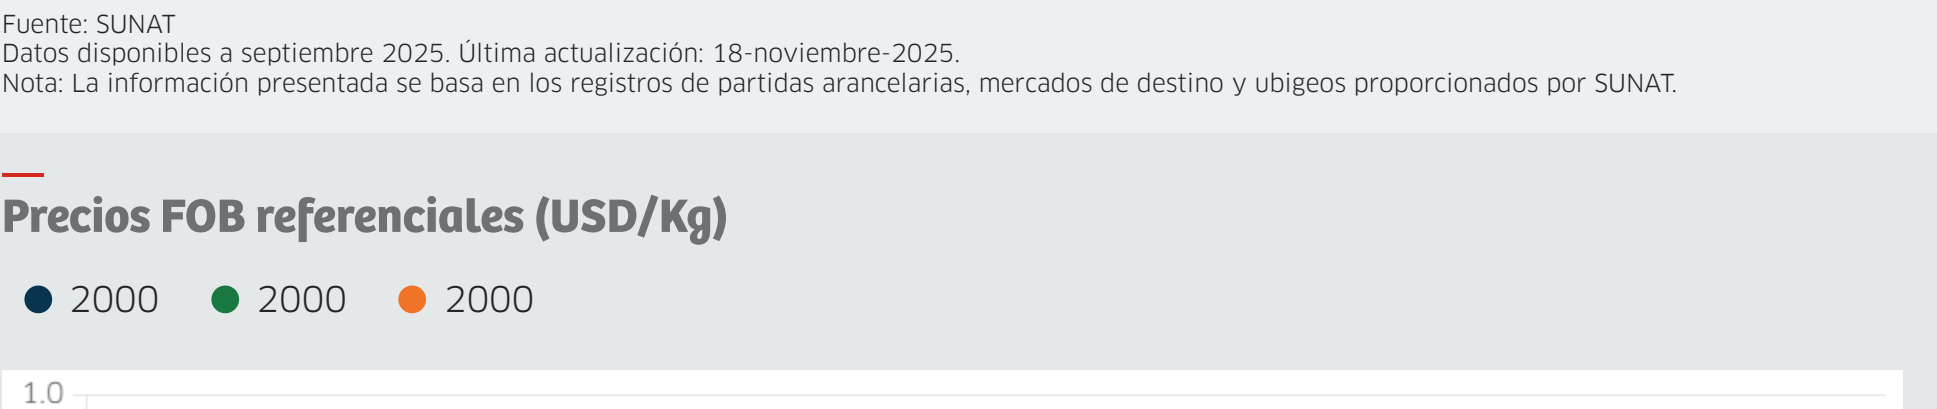 Fuente: SUNAT
Datos disponibles a septiembre 2025. Última actualización: 18-noviembre-2025.
Nota: La información presentada se basa en los registros de partidas arancelarias, mercados de destino y ubigeos proporcionados por SUNAT.
Precios FOB referenciales (USD/Kg)
2000 2000 2000
1.0